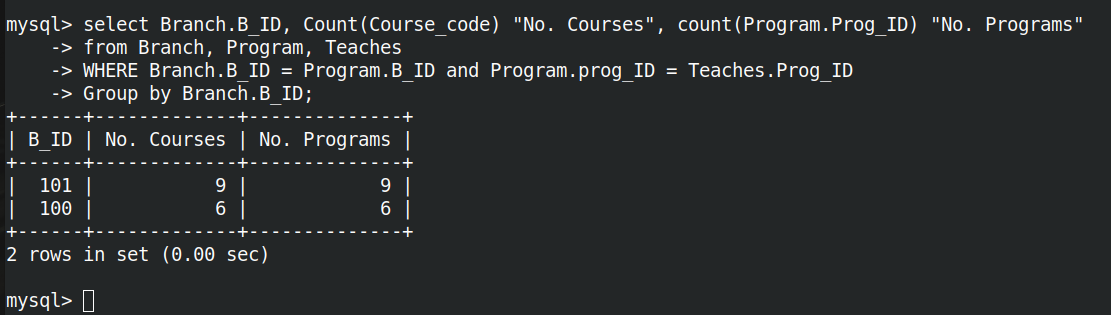 mysql> select Branch.B_ID, Count(Course_code) "No. Courses", count(Program.Prog_ID) "No. Programs"
    -> from Branch, Program, Teaches
    -> WHERE Branch.B_ID = Program.B_ID and Program.prog_ID = Teaches.Prog_ID
    -> Group by Branch.B_ID;
+------+-------------+--------------+
| B_ID | No. Courses | No. Programs |
+------+-------------+--------------+
|  101 |           9 |            9 |
|  100 |           6 |            6 |
+------+-------------+--------------+
2 rows in set (0.00 sec)
mysql>